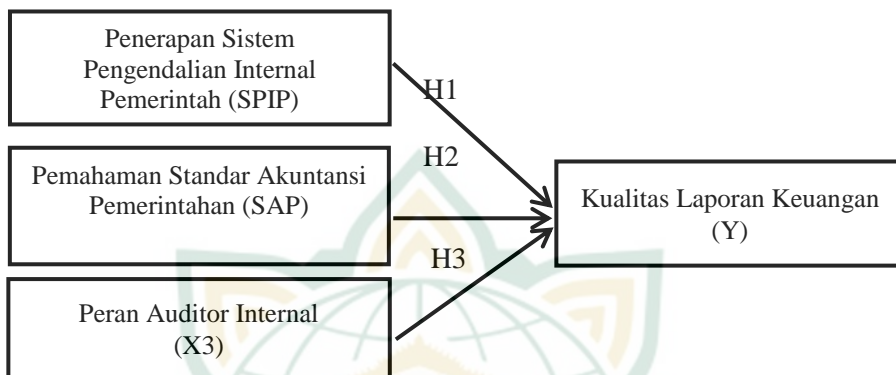 Penerapan Sistem
Pengendalian Internal
Pemerintah (SPIP)
H1
H2
Pemahaman Standar Akuntansi
Pemerintahan (SAP)
Kualitas Laporan Keuangan
(Y)
H3
Peran Auditor Internal
(X3)